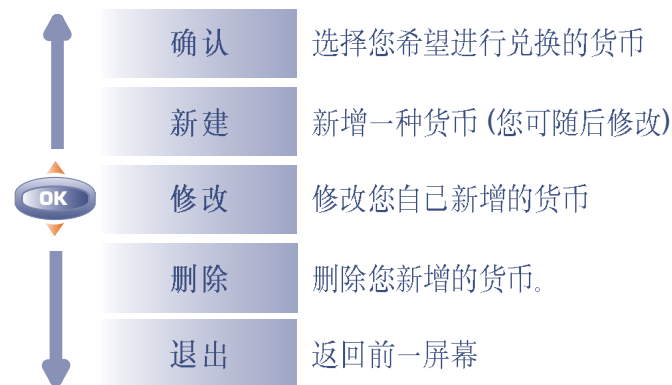 确认 选择您希望进行兑换的货币
新建 新增一种货币 (您可随后修改)
OK 修改 修改您自己新增的货币
删除 删除您新增的货币。
退出 返回前一屏幕